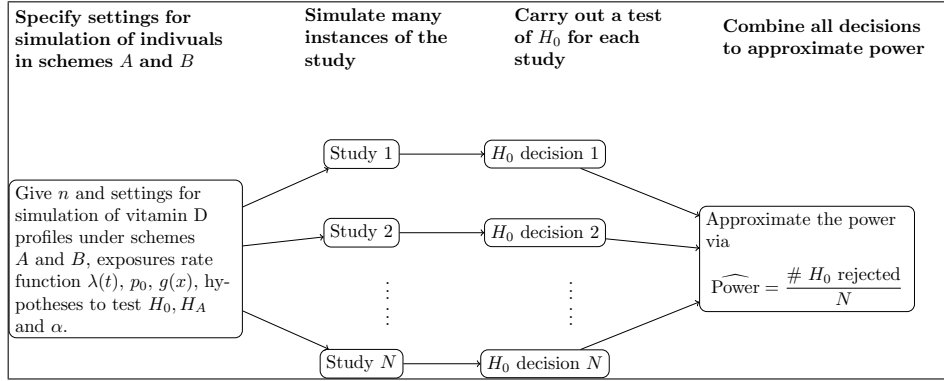 Specify settings for
simulation of indivuals
in schemes A and B
Simulate many
instances of the
study
Carry out a test
of H₀ for each
study
Combine all decisions
to approximate power
Give n and settings for
simulation of vitamin D
profiles under schemes
A and B, exposures rate
function λ(t), p₀, g(x), hy-
potheses to test H₀, H_A
and α.
Study 1
Study 2
Study N
H₀ decision 1
H₀ decision 2
H₀ decision N
Approximate the power
via
\widehat{Power} = \frac{# H₀ rejected}{N}